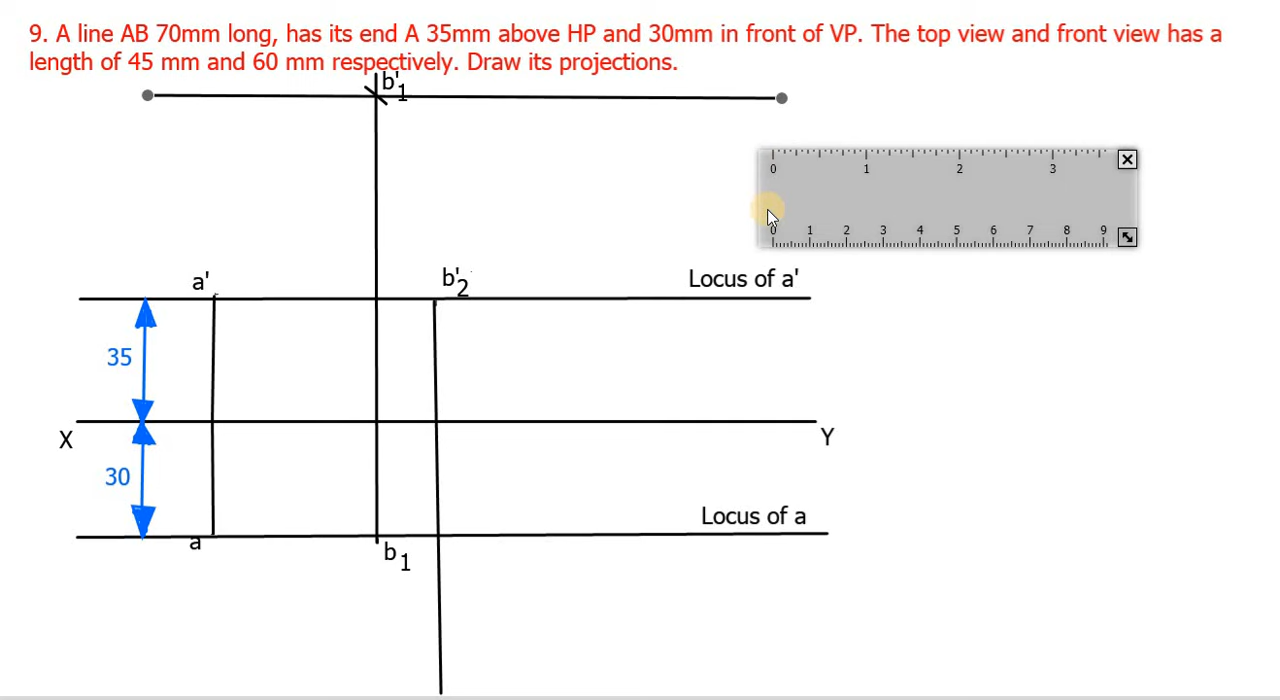 9. A line AB 70mm long, has its end A 35mm above HP and 30mm in front of VP. The top view and front view has a
length of 45 mm and 60 mm respectively. Draw its projections.
b'1
0 1 2 3
0 1 2 3 4 5 6 7 8 9
a' b'2 Locus of a'
35
X Y
30
Locus of a
a b1